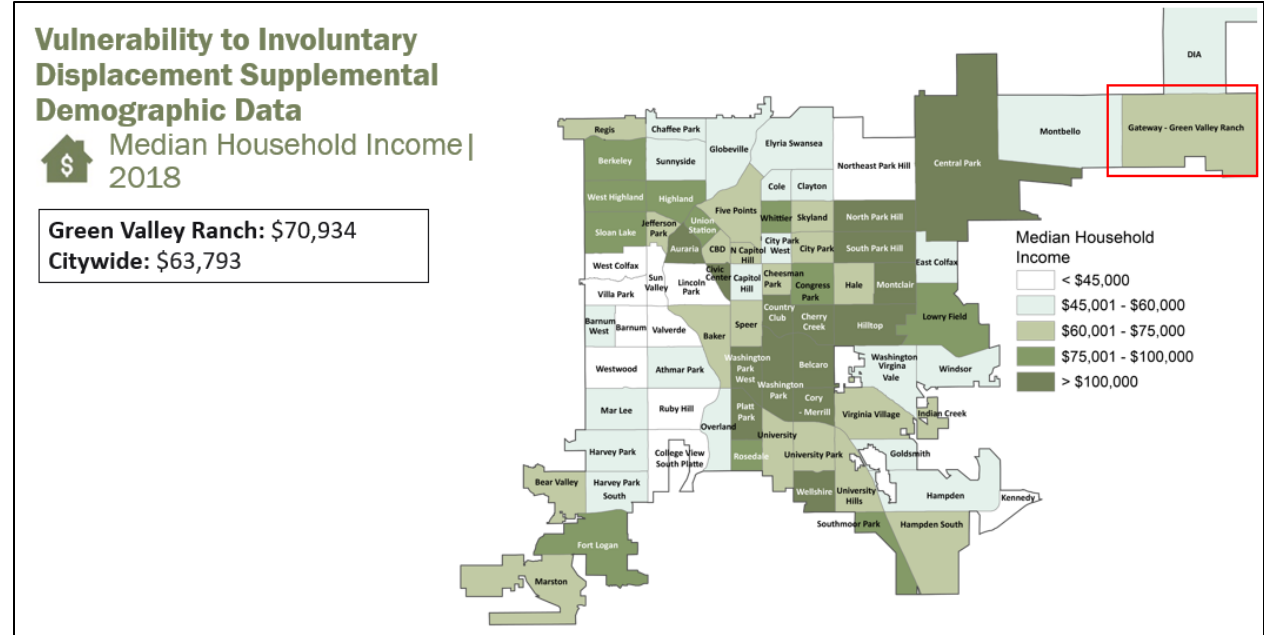 Vulnerability to Involuntary
Displacement Supplemental
Demographic Data
$
Median Household Income|
2018
Green Valley Ranch: $70,934
Citywide: $63,793
DIA
Gateway - Green Valley Ranch
Montbello
Central Park
Northeast Park Hill
Regis
Chaffee Park
Globeville
Elyria Swansea
Berkeley
Sunnyside
Cole
Clayton
West Highland
Highland
Five Points
Whittier
Skyland
North Park Hill
Sloan Lake
Jefferson
Park
Union
Station
Auraria
CBD
N Capitol
Hill
City Park
West
City Park
South Park Hill
East Colfax
West Colfax
Sun
Valley
Lincoln
Park
Civic
Center
Capitol
Hill
Cheesman
Park
Congress
Park
Hale
Montclair
Villa Park
Barnum
West
Barnum
Valverde
Baker
Speer
Country
Club
Cherry
Creek
Hilltop
Lowry Field
Westwood
Athmar Park
Washington
Park
West
Washington
Park
Belcaro
Washington
Virgina
Vale
Windsor
Mar Lee
Ruby Hill
Overland
Platt
Park
Cory
- Merrill
Virginia Village
Indian Creek
Harvey Park
College View
South Platte
Rosedale
University
University Park
Goldsmith
Bear Valley
Harvey Park
South
Wellshire
University
Hills
Hampden
Kennedy
Southmoor Park
Hampden South
Fort Logan
Marston
Median Household
Income
< $45,000
$45,001 - $60,000
$60,001 - $75,000
$75,001 - $100,000
> $100,000